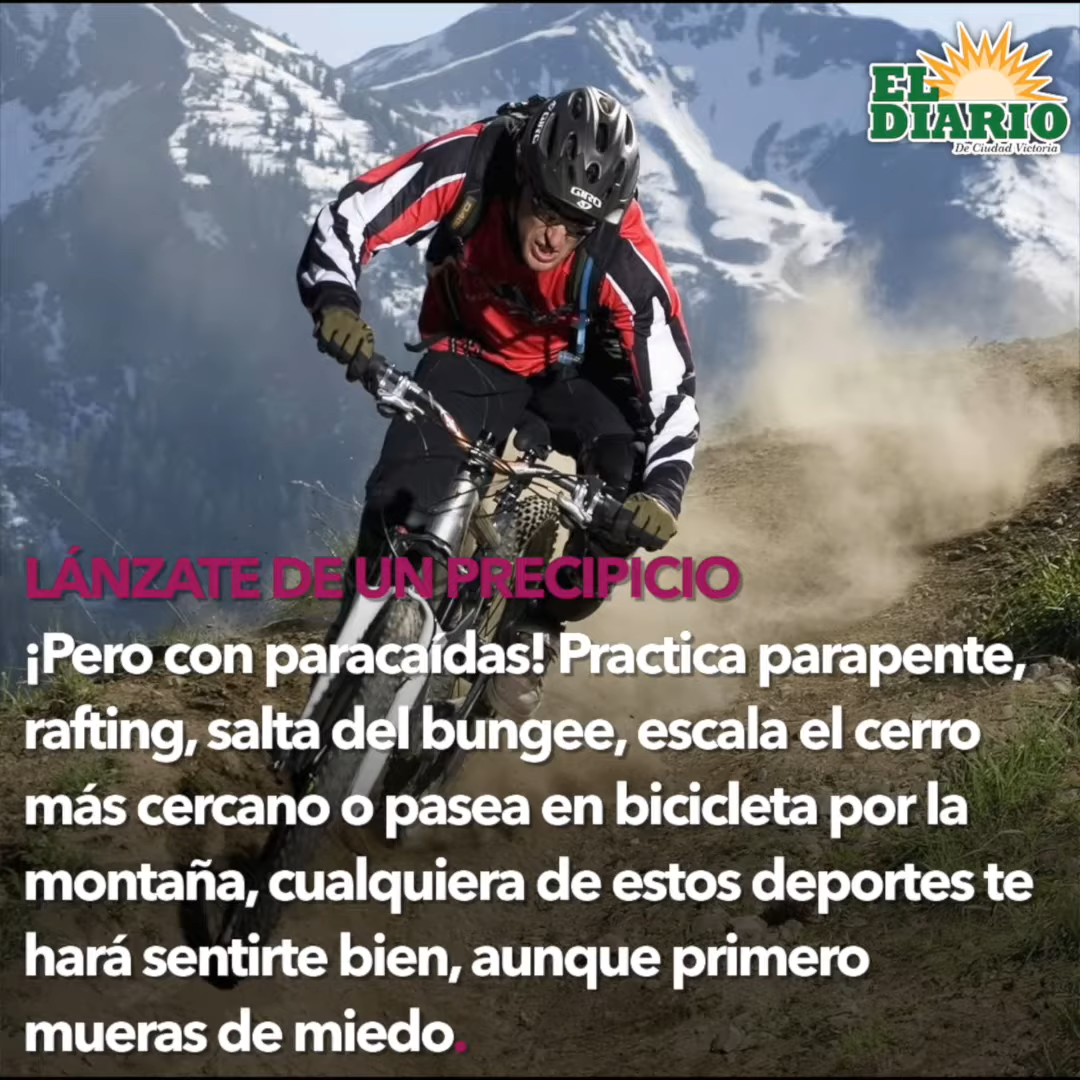 EL
DIARIO
De Ciudad Victoria
GIRO
LÁNZATE DE UN PRECIPICIO
¡Pero con paracaídas! Practica parapente,
rafting, salta del bungee, escala el cerro
más cercano o pasea en bicicleta por la
montaña, cualquiera de estos deportes te
hará sentirte bien, aunque primero
mueras de miedo.